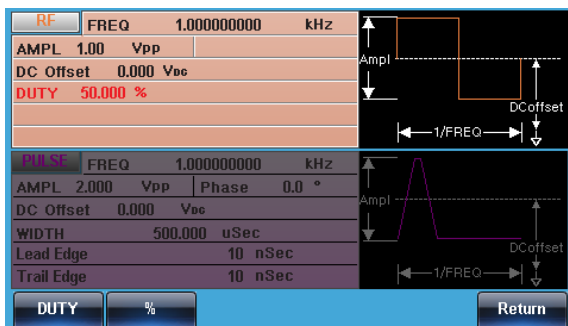 RF FREQ 1.000000000 kHz
AMPL 1.00 Vpp
DC Offset 0.000 VDC
DUTY 50.000 %
Ampl
DCoffset
1/FREQ
PULSE FREQ 1.000000000 kHz
AMPL 2.000 Vpp Phase 0.0 °
DC Offset 0.000 VDC
WIDTH 500.000 uSec
Lead Edge 10 nSec
Trail Edge 10 nSec
Ampl
DCoffset
1/FREQ
DUTY % Return